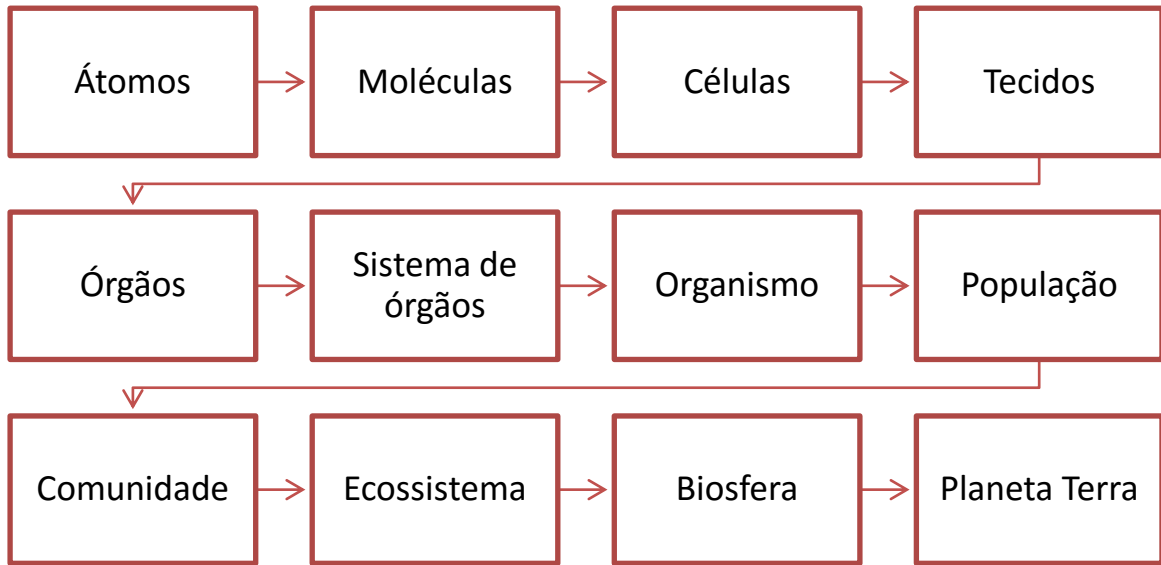 Átomos
Moléculas
Células
Tecidos
Órgãos
Sistema de
órgãos
Organismo
População
Comunidade
Ecossistema
Biosfera
Planeta Terra